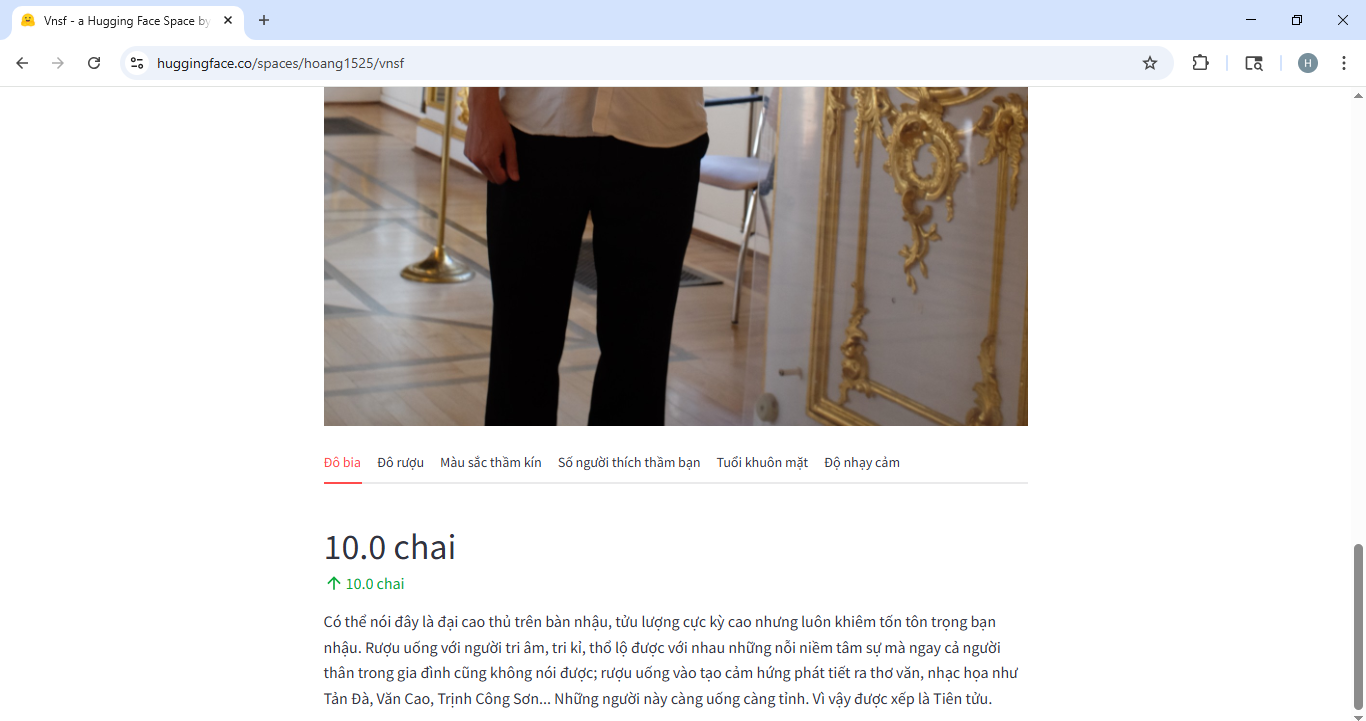 Vnsf - a Hugging Face Space by
huggingface.co/spaces/hoang1525/vnsf
H
Đô bia Đô rượu Màu sắc thầm kín Số người thích thầm bạn Tuổi khuôn mặt Độ nhạy cảm
10.0 chai
10.0 chai
Có thể nói đây là đại cao thủ trên bàn nhậu, tửu lượng cực kỳ cao nhưng luôn khiêm tốn tôn trọng bạn
nhậu. Rượu uống với người tri âm, tri kỉ, thổ lộ được với nhau những nỗi niềm tâm sự mà ngay cả người
thân trong gia đình cũng không nói được; rượu uống vào tạo cảm hứng phát tiết ra thơ văn, nhạc họa như
Tản Đà, Văn Cao, Trịnh Công Sơn... Những người này càng uống càng tỉnh. Vì vậy được xếp là Tiên tửu.